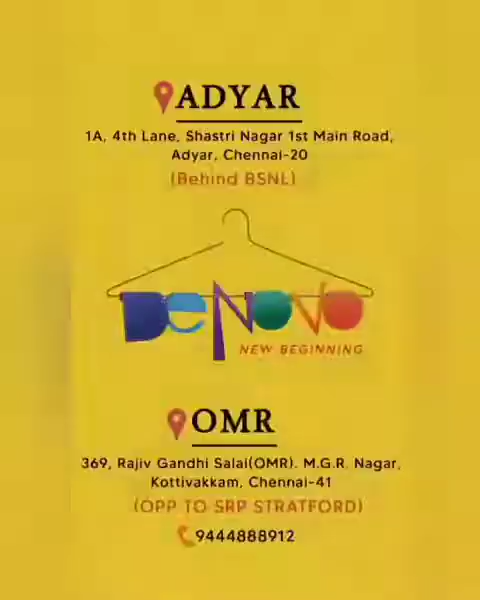 ADYAR
1A, 4th Lane, Shastri Nagar 1st Main Road,
Adyar, Chennai-20
(Behind BSNL)
DeNovo
NEW BEGINNING
OMR
369, Rajiv Gandhi Salai(OMR). M.G.R. Nagar,
Kottivakkam, Chennai-41
(OPP TO SRP STRATFORD)
9444888912